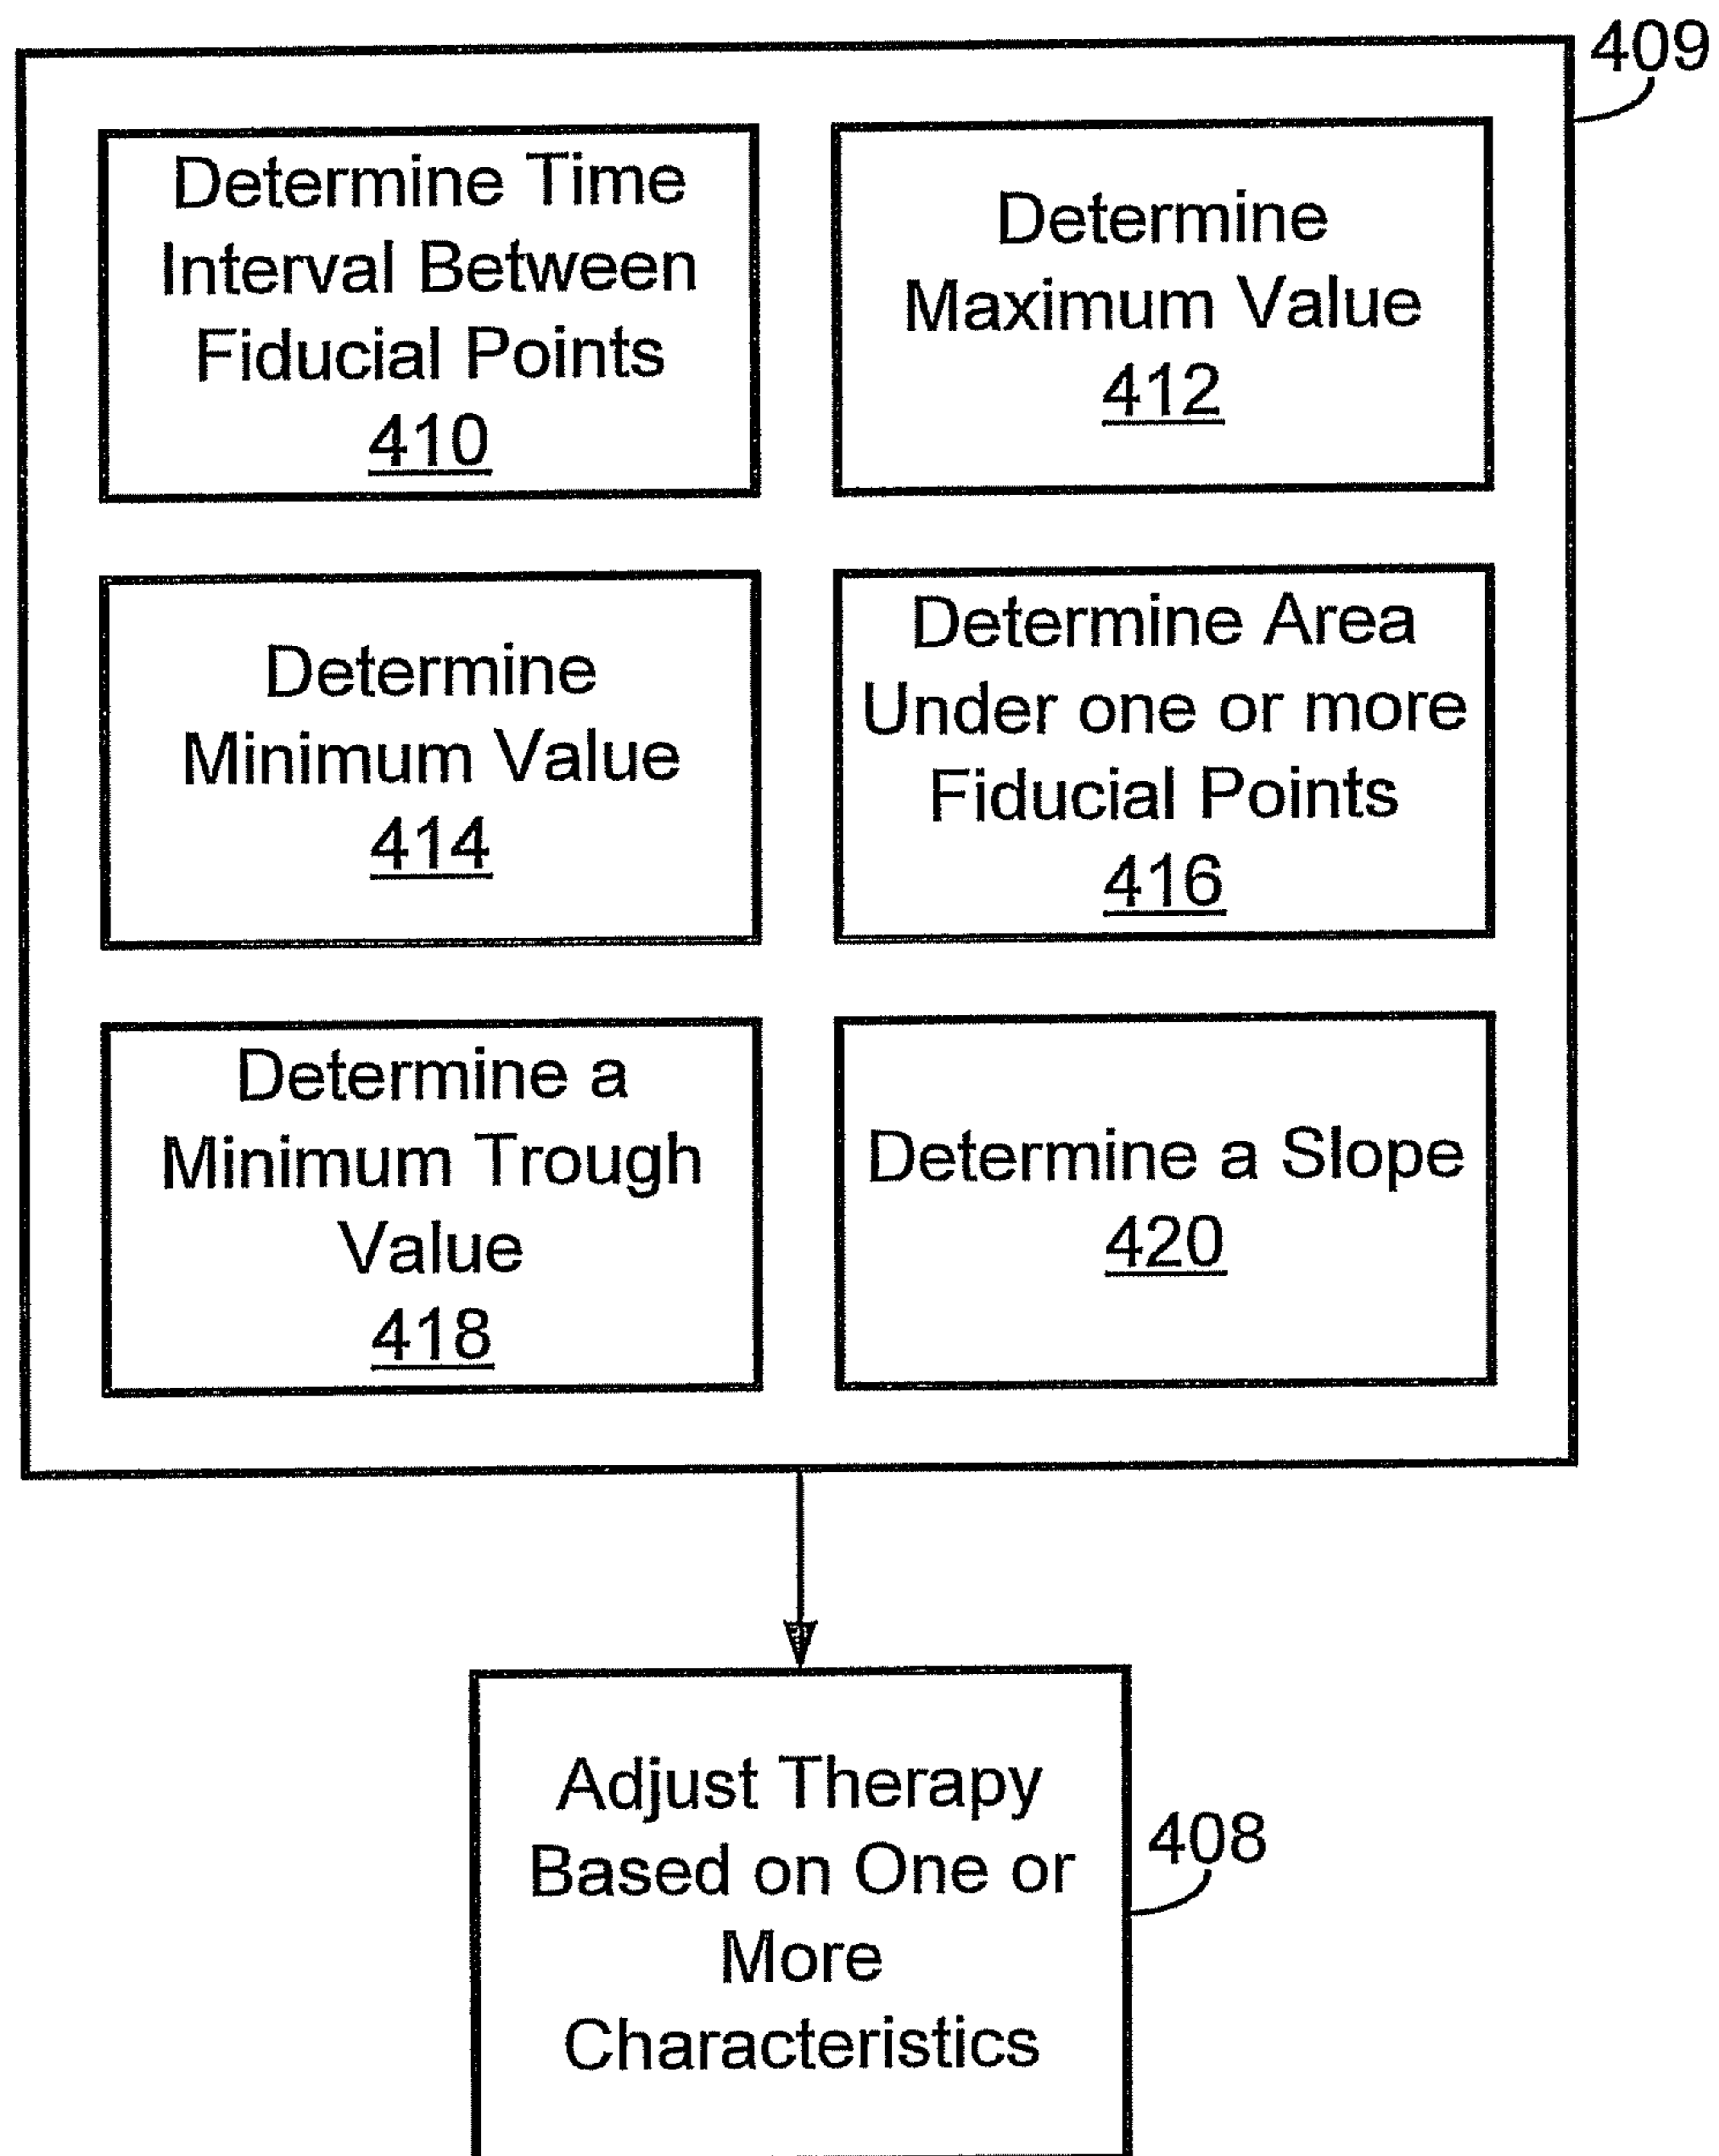 409
Determine Time
Interval Between
Fiducial Points
410
Determine
Maximum Value
412
Determine
Minimum Value
414
Determine Area
Under one or more
Fiducial Points
416
Determine a
Minimum Trough
Value
418
Determine a Slope
420
Adjust Therapy
Based on One or
More
Characteristics
408